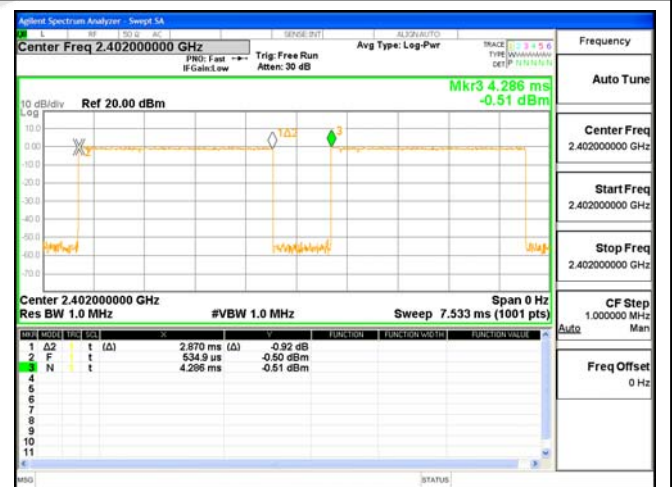 Agilent Spectrum Analyzer - Swept SA
L RF 50 Ω AC SENSE:INT ALIGNAUTO
Center Freq 2.402000000 GHz
PNO: Fast
IFGain:Low
Trig: Free Run
Atten: 30 dB
Avg Type: Log-Pwr
TRACE 1 2 3 4 5 6
TYPE
DET P N N N N N
Mkr3 4.286 ms
-0.51 dBm
10 dB/div Ref 20.00 dBm
Log
10.0
0.00
-10.0
-20.0
-30.0
-40.0
-50.0
-60.0
-70.0
1Δ2
3
Center 2.402000000 GHz
Span 0 Hz
Res BW 1.0 MHz #VBW 1.0 MHz Sweep 7.533 ms (1001 pts)
MKR MODE TRC SCL X Y FUNCTION FUNCTION WIDTH FUNCTION VALUE
1 Δ2 t (Δ) 2.870 ms (Δ) -0.92 dB
2 F t 534.9 µs -0.50 dBm
3 N t 4.286 ms -0.51 dBm
4
5
6
7
8
9
10
11
MSG STATUS
Frequency
Auto Tune
Center Freq
2.402000000 GHz
Start Freq
2.402000000 GHz
Stop Freq
2.402000000 GHz
CF Step
1.000000 MHz
Auto Man
Freq Offset
0 Hz